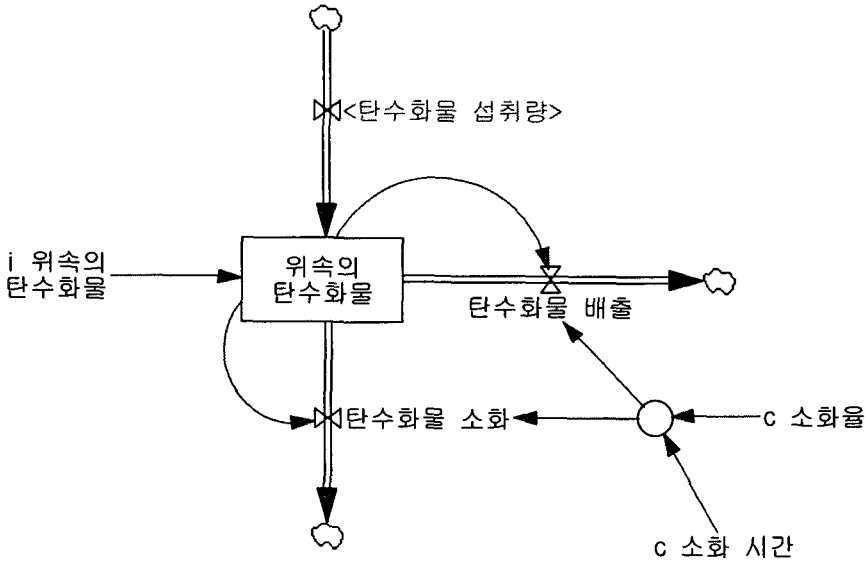 <탄수화물 섭취량>
i 위속의
탄수화물
위속의
탄수화물
탄수화물 배출
탄수화물 소화
c 소화율
c 소화 시간